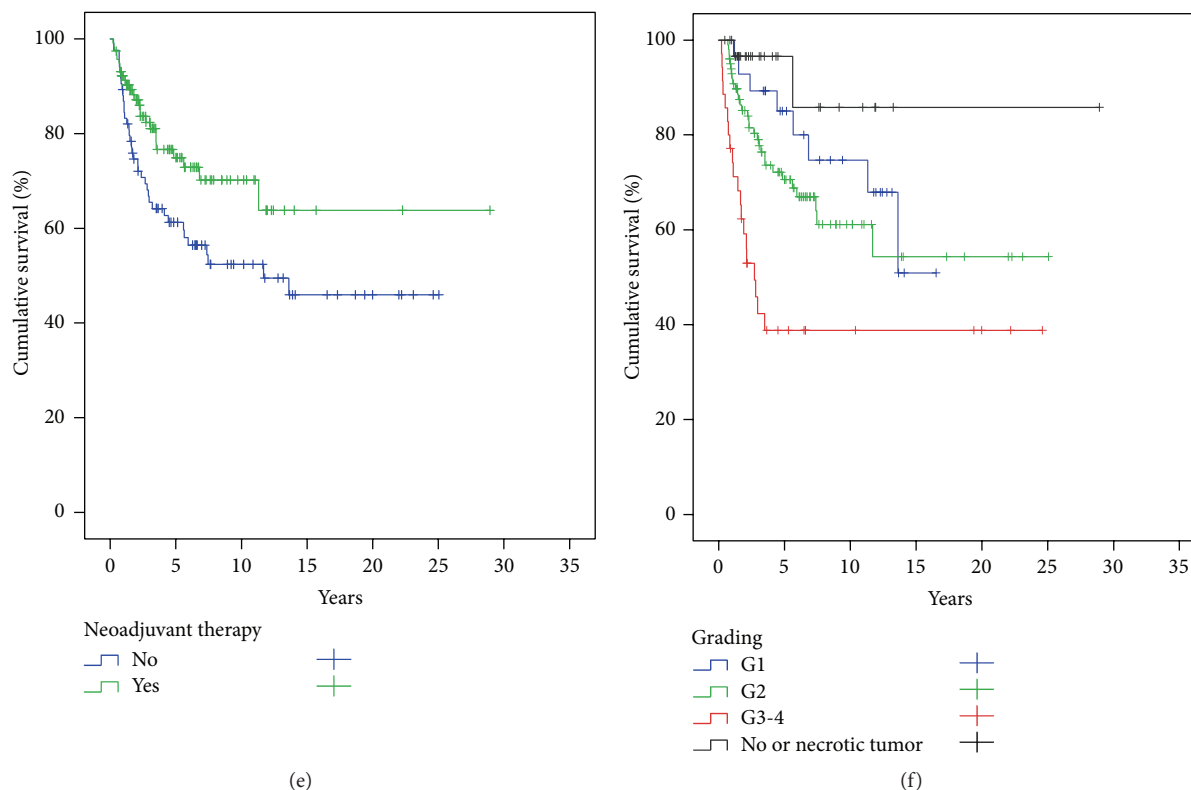 100
80
60
40
20
0
Cumulative survival (%)
0 5 10 15 20 25 30 35
Years
Neoadjuvant therapy
No
Yes
(e)
100
80
60
40
20
0
Cumulative survival (%)
0 5 10 15 20 25 30 35
Years
Grading
G1
G2
G3-4
No or necrotic tumor
(f)